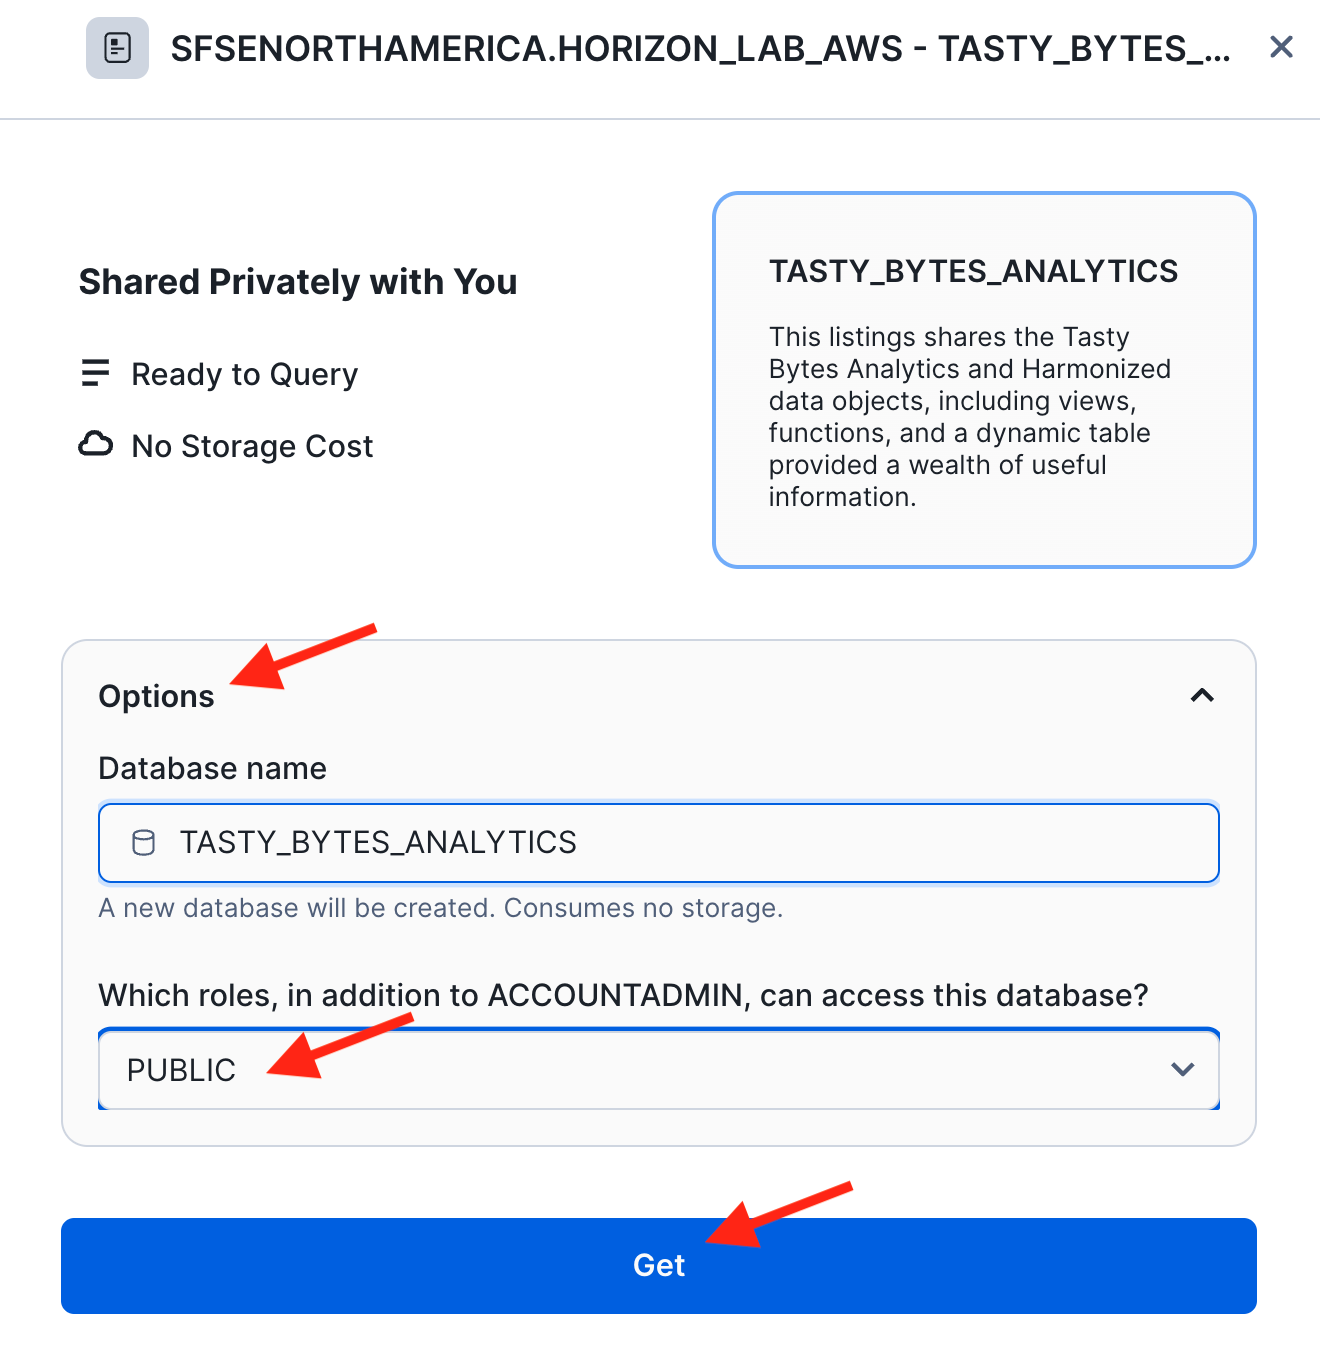 SFSENORTHAMERICA.HORIZON_LAB_AWS - TASTY_BYTES_...
Shared Privately with You
Ready to Query
No Storage Cost
TASTY_BYTES_ANALYTICS
This listings shares the Tasty
Bytes Analytics and Harmonized
data objects, including views,
functions, and a dynamic table
provided a wealth of useful
information.
Options
Database name
TASTY_BYTES_ANALYTICS
A new database will be created. Consumes no storage.
Which roles, in addition to ACCOUNTADMIN, can access this database?
PUBLIC
Get